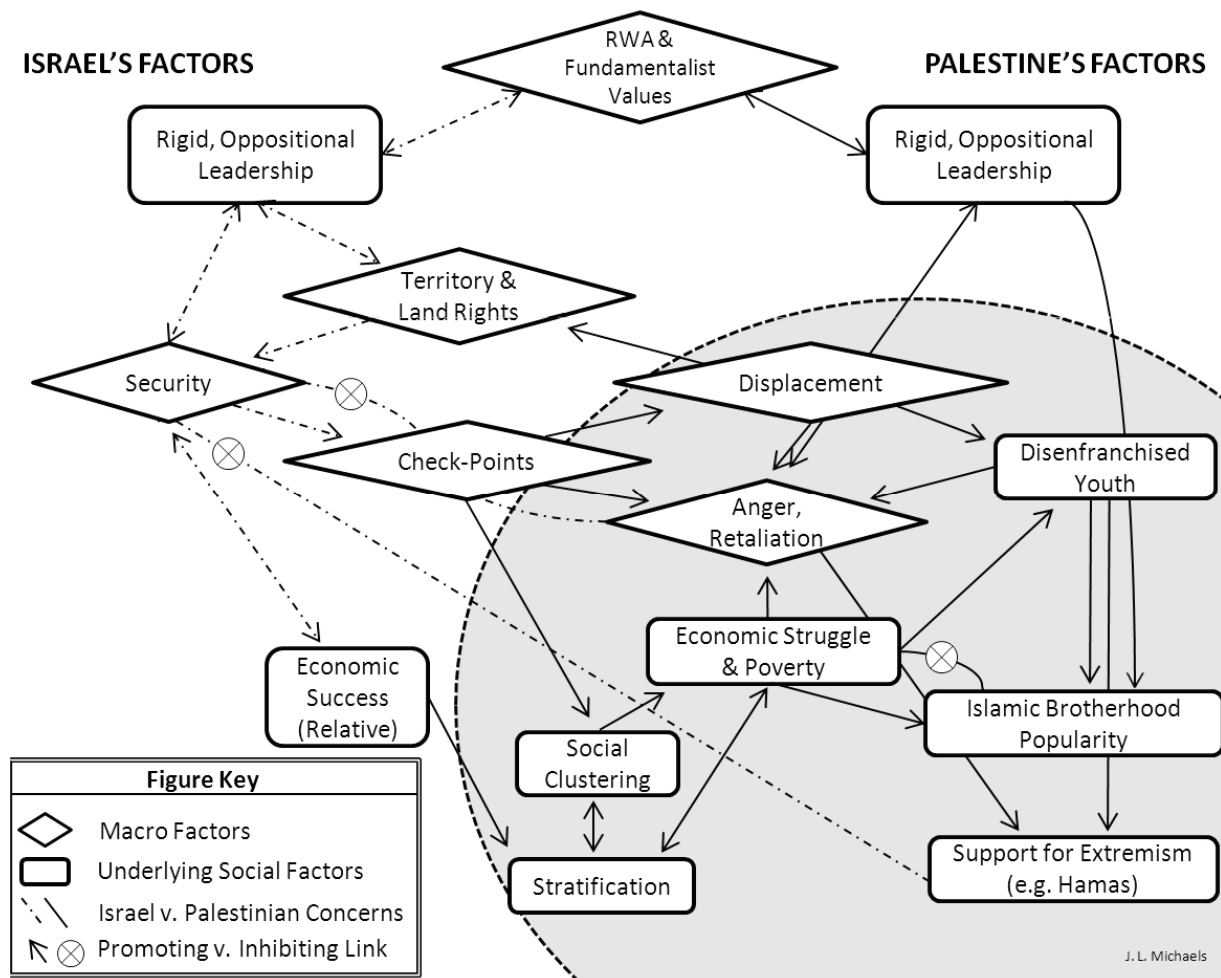 ISRAEL'S FACTORS
RWA &
Fundamentalist
Values
PALESTINE'S FACTORS
Rigid, Oppositional
Leadership
Rigid, Oppositional
Leadership
Territory &
Land Rights
Security
Displacement
Check-Points
Disenfranchised
Youth
Anger,
Retaliation
Economic Struggle
& Poverty
Economic
Success
(Relative)
Islamic Brotherhood
Popularity
Social
Clustering
Stratification
Support for Extremism
(e.g. Hamas)
Figure Key
Macro Factors
Underlying Social Factors
Israel v. Palestinian Concerns
Promoting v. Inhibiting Link
J. L. Michaels